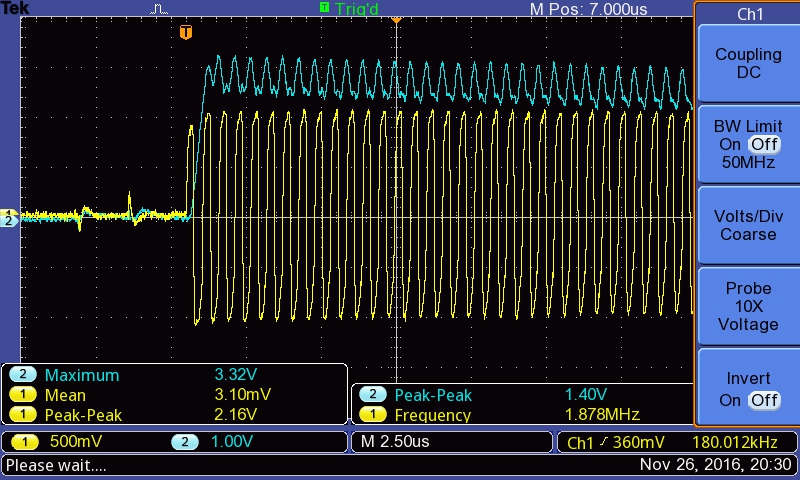 Tek T Trig'd M Pos: 7.000us Ch1
T
Coupling
DC
BW Limit
On Off
50MHz
1
2
Volts/Div
Coarse
Probe
10X
Voltage
Invert
On Off
2 Maximum 3.32V
1 Mean 3.10mV
1 Peak-Peak 2.16V
2 Peak-Peak 1.40V
1 Frequency 1.878MHz
1 500mV 2 1.00V M 2.50us Ch1 360mV 180.012kHz
Please wait.... Nov 26, 2016, 20:30